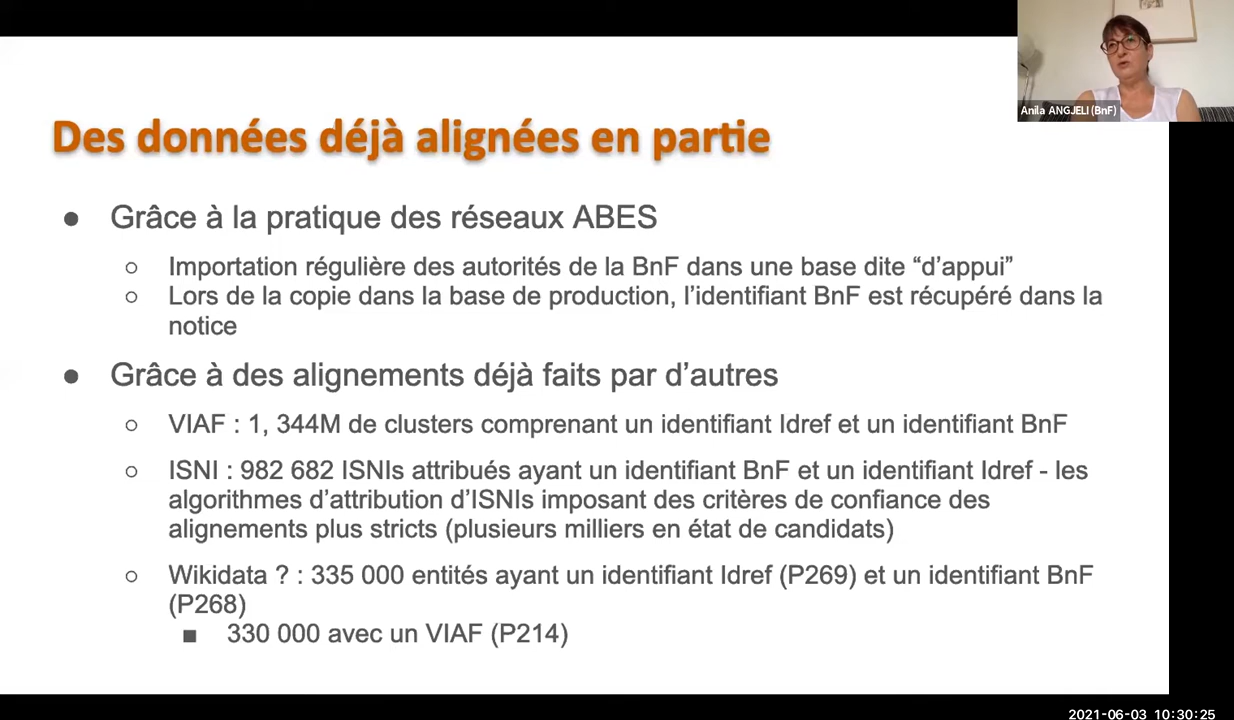 Anila ANGJELI (BnF)
Des données déjà alignées en partie
● Grâce à la pratique des réseaux ABES
○ Importation régulière des autorités de la BnF dans une base dite “d’appui”
○ Lors de la copie dans la base de production, l’identifiant BnF est récupéré dans la
notice
● Grâce à des alignements déjà faits par d’autres
○ VIAF : 1, 344M de clusters comprenant un identifiant Idref et un identifiant BnF
○ ISNI : 982 682 ISNIs attribués ayant un identifiant BnF et un identifiant Idref - les
algorithmes d’attribution d’ISNIs imposant des critères de confiance des
alignements plus stricts (plusieurs milliers en état de candidats)
○ Wikidata ? : 335 000 entités ayant un identifiant Idref (P269) et un identifiant BnF
(P268)
■ 330 000 avec un VIAF (P214)
2021-06-03 10:30:25